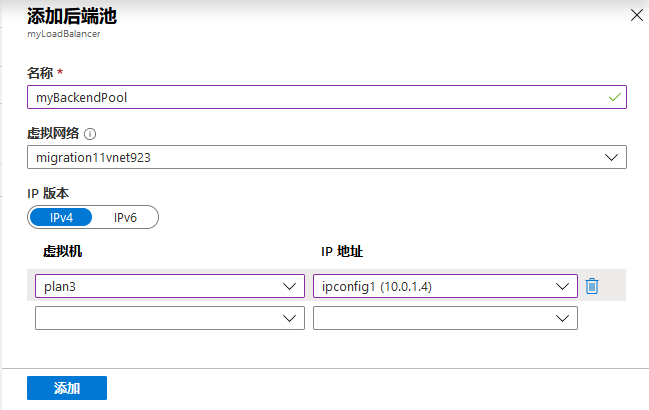 添加后端池
myLoadBalancer
名称 *
myBackendPool
虚拟网络
migration11vnet923
IP 版本
IPv4 IPv6
虚拟机 IP 地址
plan3 ipconfig1 (10.0.1.4)
添加